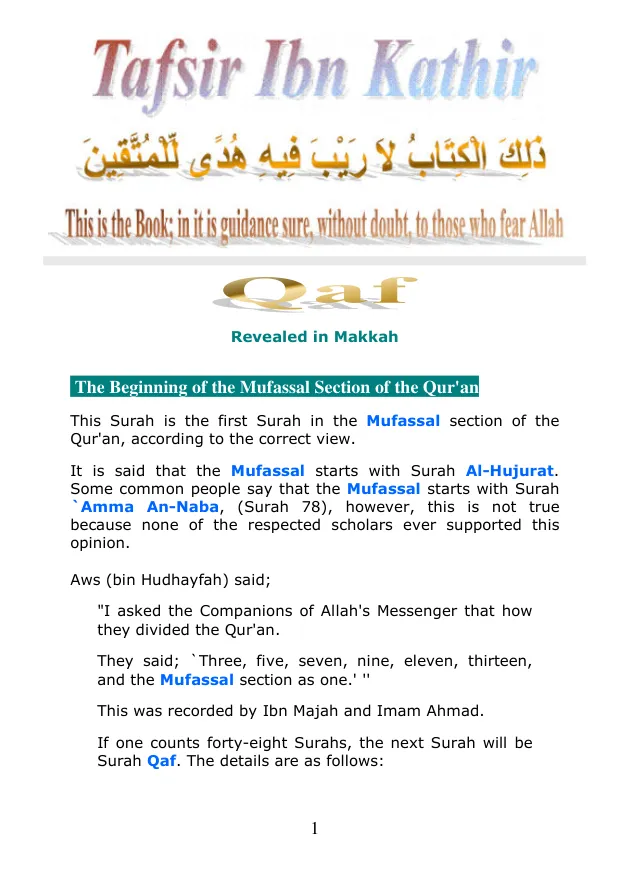 Tafsir Ibn Kathir
ذَلِكَ الْكِتَابُ لاَ رَيْبَ فِيهِ هُدًى لِّلْمُتَّقِينَ
This is the Book; in it is guidance sure, without doubt, to those who fear Allah
Qaf
Revealed in Makkah
The Beginning of the Mufassal Section of the Qur'an
This Surah is the first Surah in the Mufassal section of the
Qur'an, according to the correct view.
It is said that the Mufassal starts with Surah Al-Hujurat.
Some common people say that the Mufassal starts with Surah
`Amma An-Naba, (Surah 78), however, this is not true
because none of the respected scholars ever supported this
opinion.
Aws (bin Hudhayfah) said;
"I asked the Companions of Allah's Messenger that how
they divided the Qur'an.
They said; `Three, five, seven, nine, eleven, thirteen,
and the Mufassal section as one.' ''
This was recorded by Ibn Majah and Imam Ahmad.
If one counts forty-eight Surahs, the next Surah will be
Surah Qaf. The details are as follows:
1